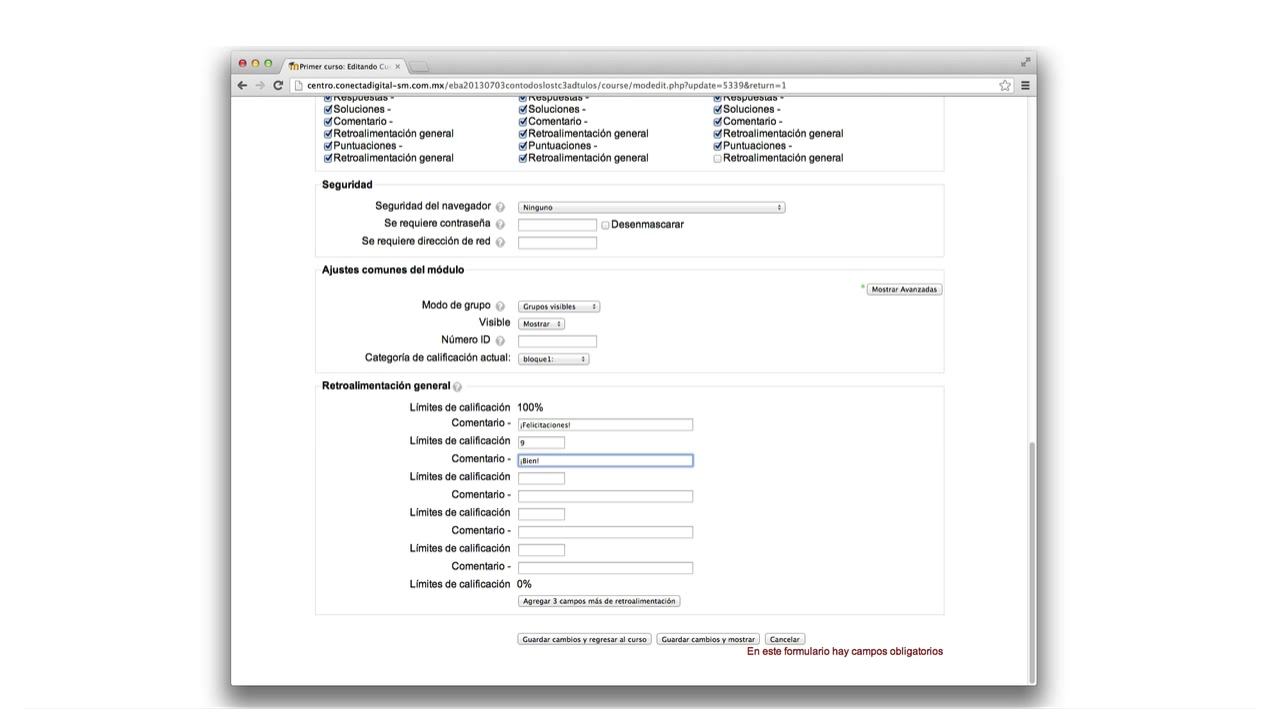 Primer curso: Editando Cu
centro.conectadigital-sm.com.mx/eba20130703contodoslostc3adtulos/course/modedit.php?update=5339&return=1
Respuestas - Respuestas - Respuestas -
Soluciones - Soluciones - Soluciones -
Comentario - Comentario - Comentario -
Retroalimentación general Retroalimentación general Retroalimentación general
Puntuaciones - Puntuaciones - Puntuaciones -
Retroalimentación general Retroalimentación general Retroalimentación general
Seguridad
Seguridad del navegador Ninguno
Se requiere contraseña Desenmascarar
Se requiere dirección de red
Ajustes comunes del módulo
* Mostrar Avanzadas
Modo de grupo Grupos visibles
Visible Mostrar
Número ID
Categoría de calificación actual: bloque1:
Retroalimentación general
Límites de calificación 100%
Comentario - ¡Felicitaciones!
Límites de calificación 9
Comentario - ¡Bien!
Límites de calificación
Comentario -
Límites de calificación
Comentario -
Límites de calificación
Comentario -
Límites de calificación 0%
Agregar 3 campos más de retroalimentación
Guardar cambios y regresar al curso Guardar cambios y mostrar Cancelar
En este formulario hay campos obligatorios